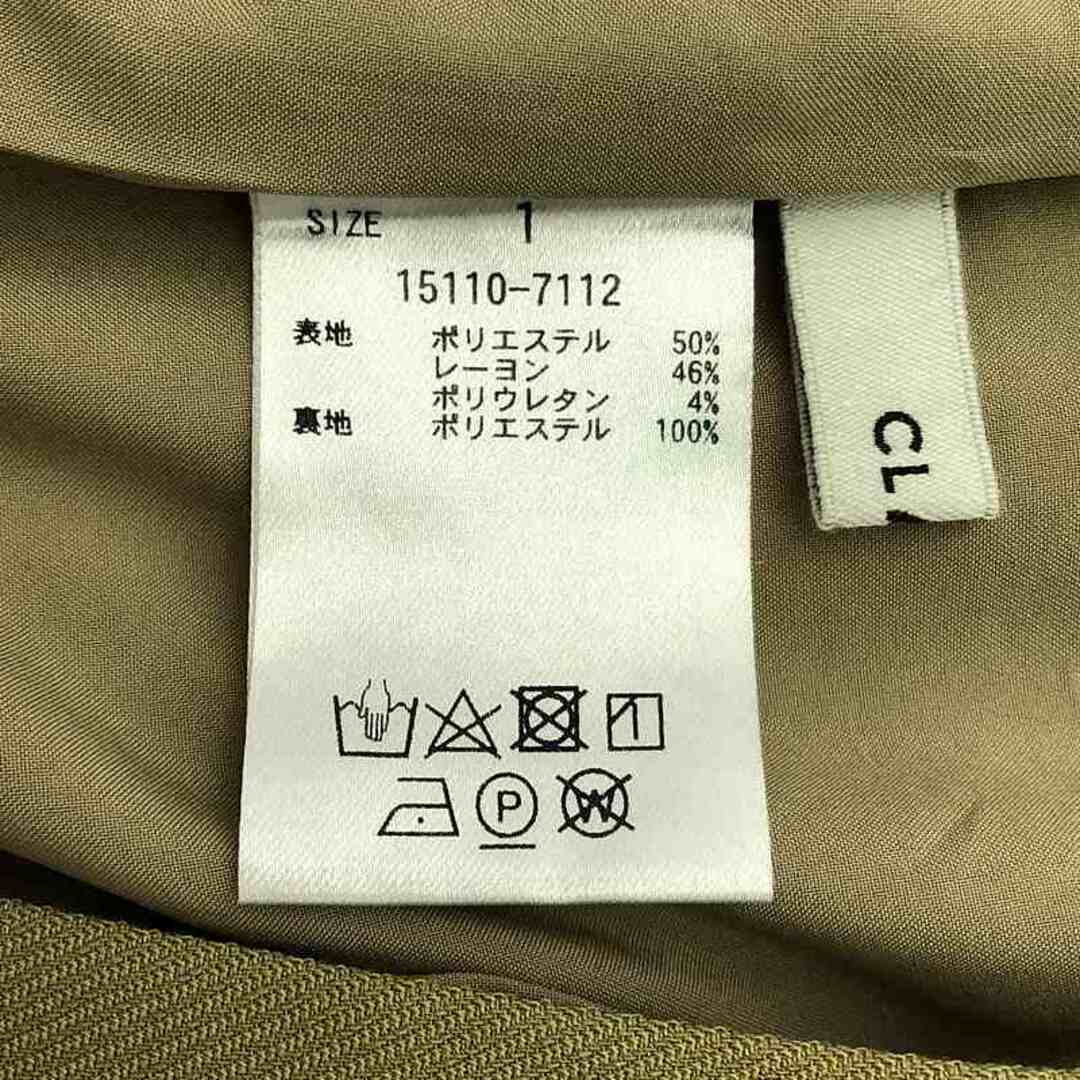 SIZE 1
15110-7112
表地 ポリエステル 50%
レーヨン 46%
ポリウレタン 4%
裏地 ポリエステル 100%
P
W
CL